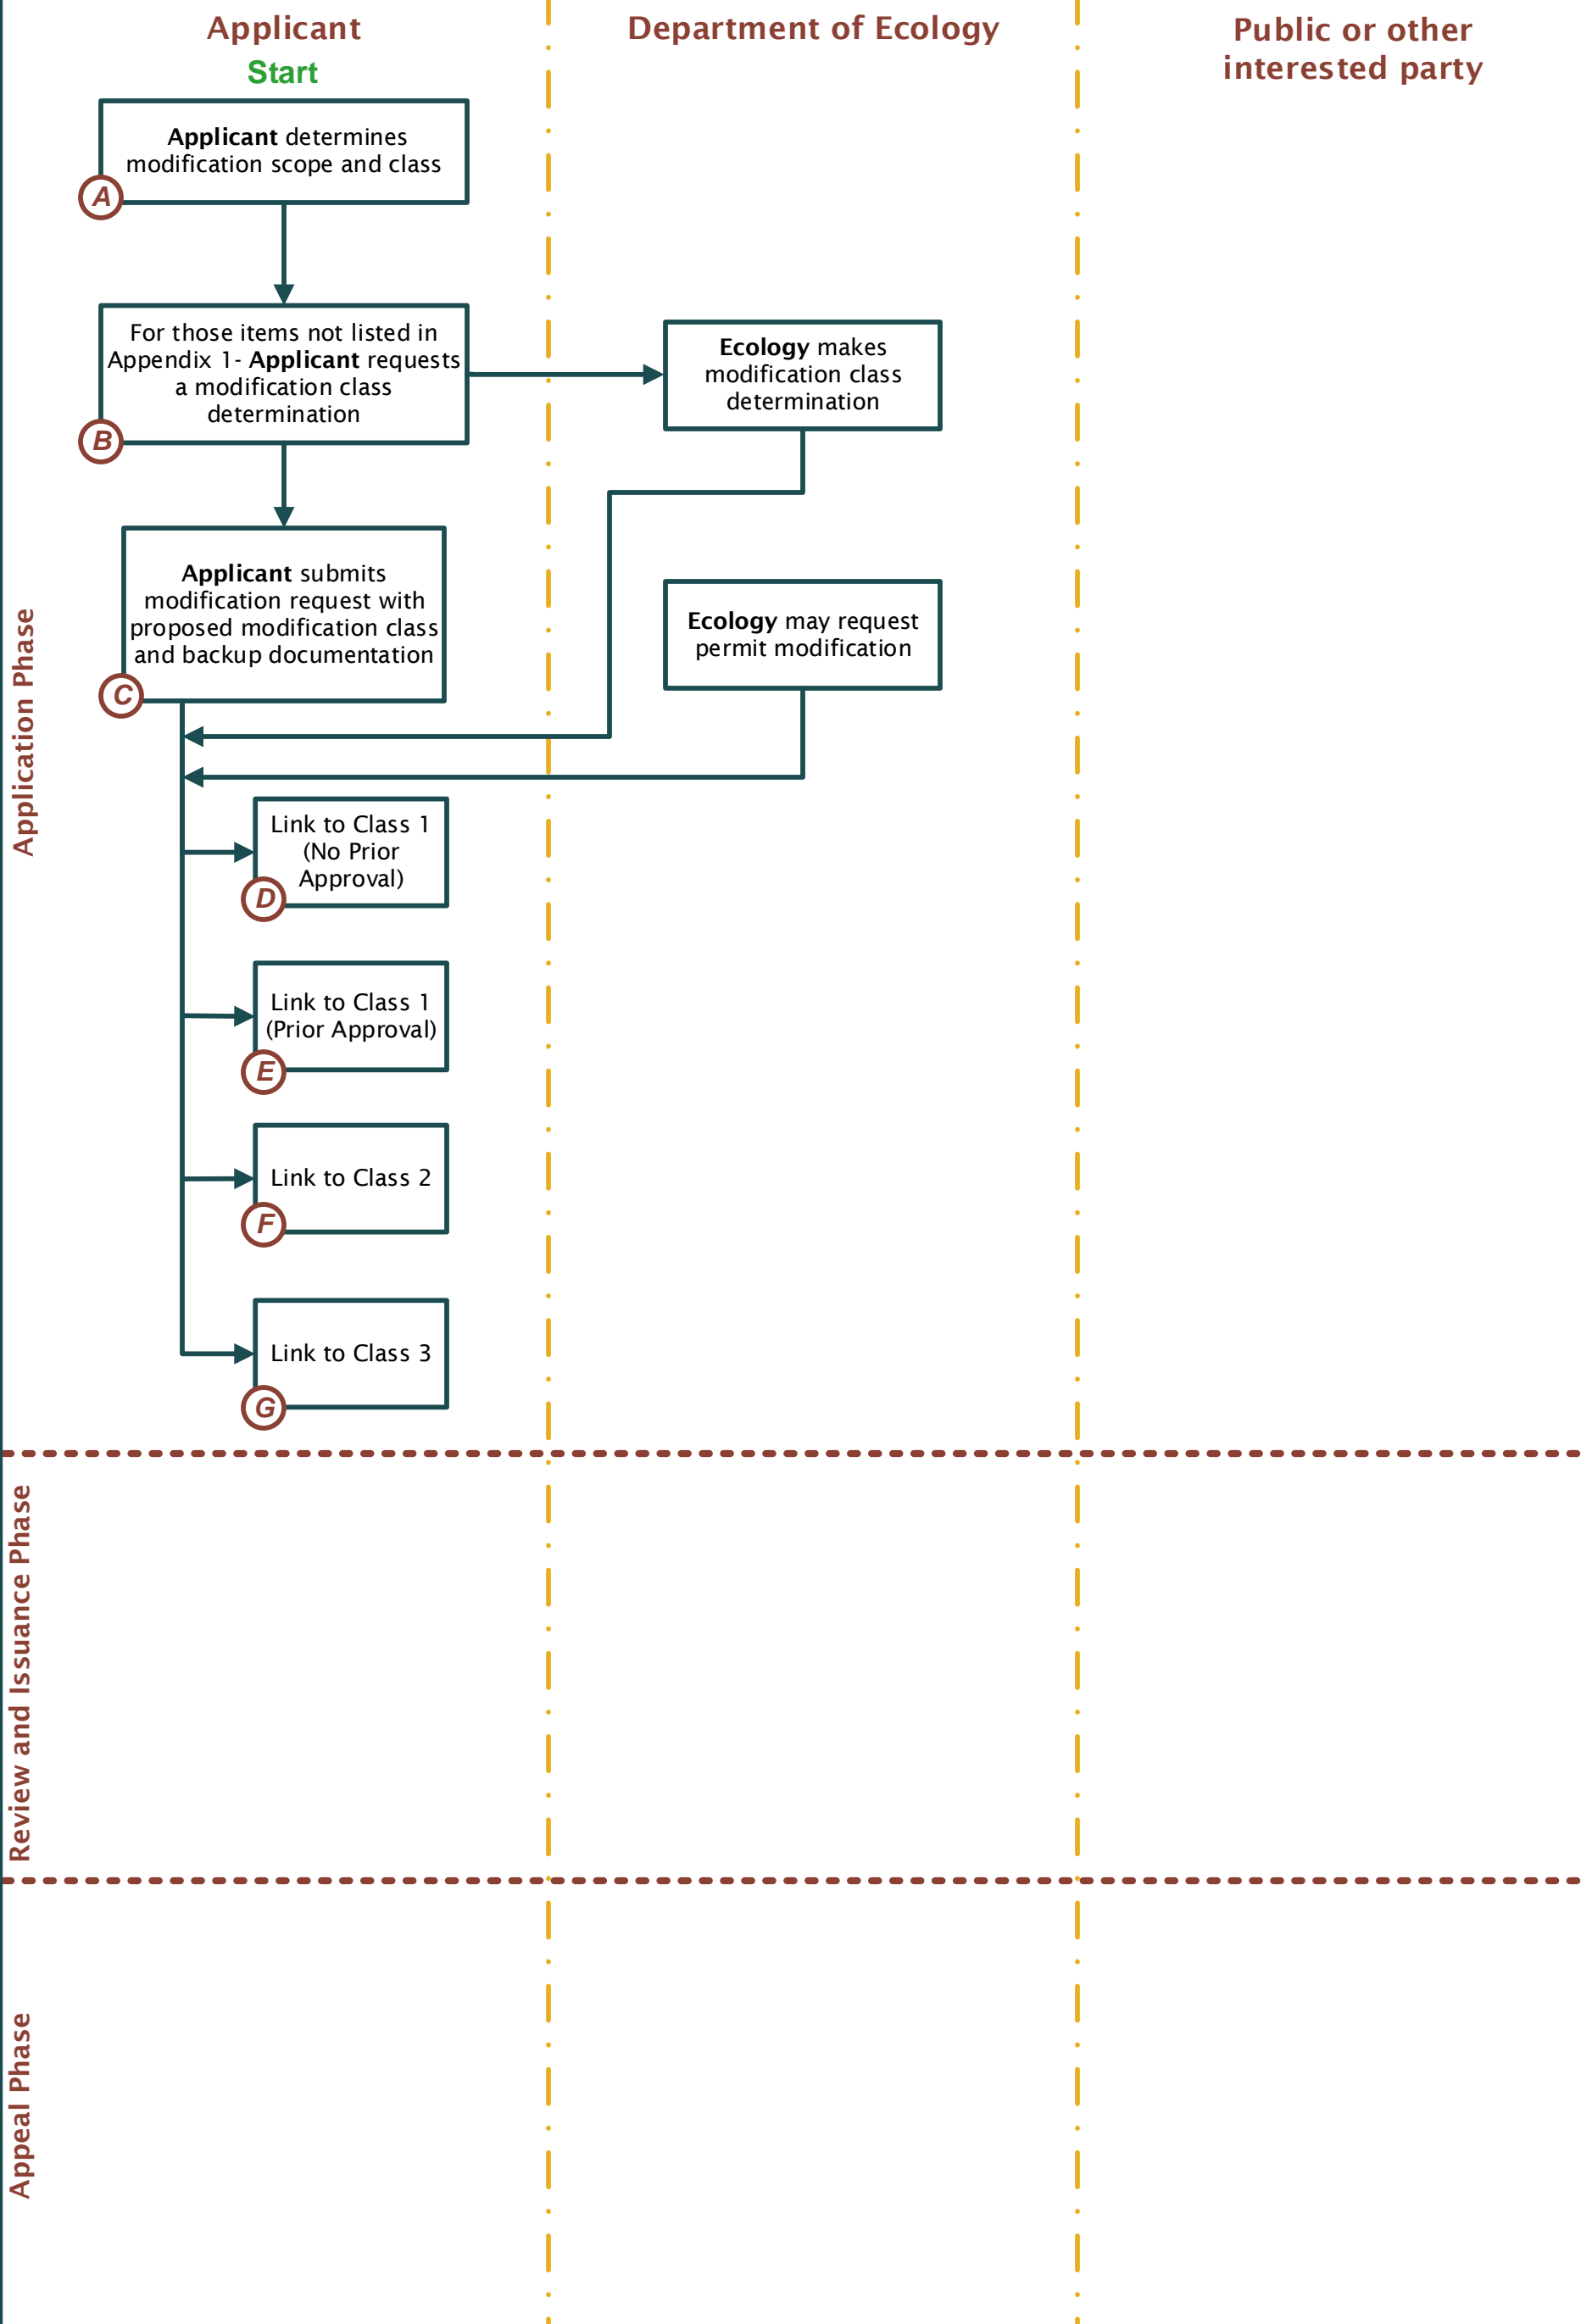 Applicant
Start
Department of Ecology
Public or other
interested party
Application Phase
Applicant determines
modification scope and class
A
For those items not listed in
Appendix 1- Applicant requests
a modification class
determination
B
Ecology makes
modification class
determination
Applicant submits
modification request with
proposed modification class
and backup documentation
C
Ecology may request
permit modification
Link to Class 1
(No Prior
Approval)
D
Link to Class 1
(Prior Approval)
E
Link to Class 2
F
Link to Class 3
G
Review and Issuance Phase
Appeal Phase